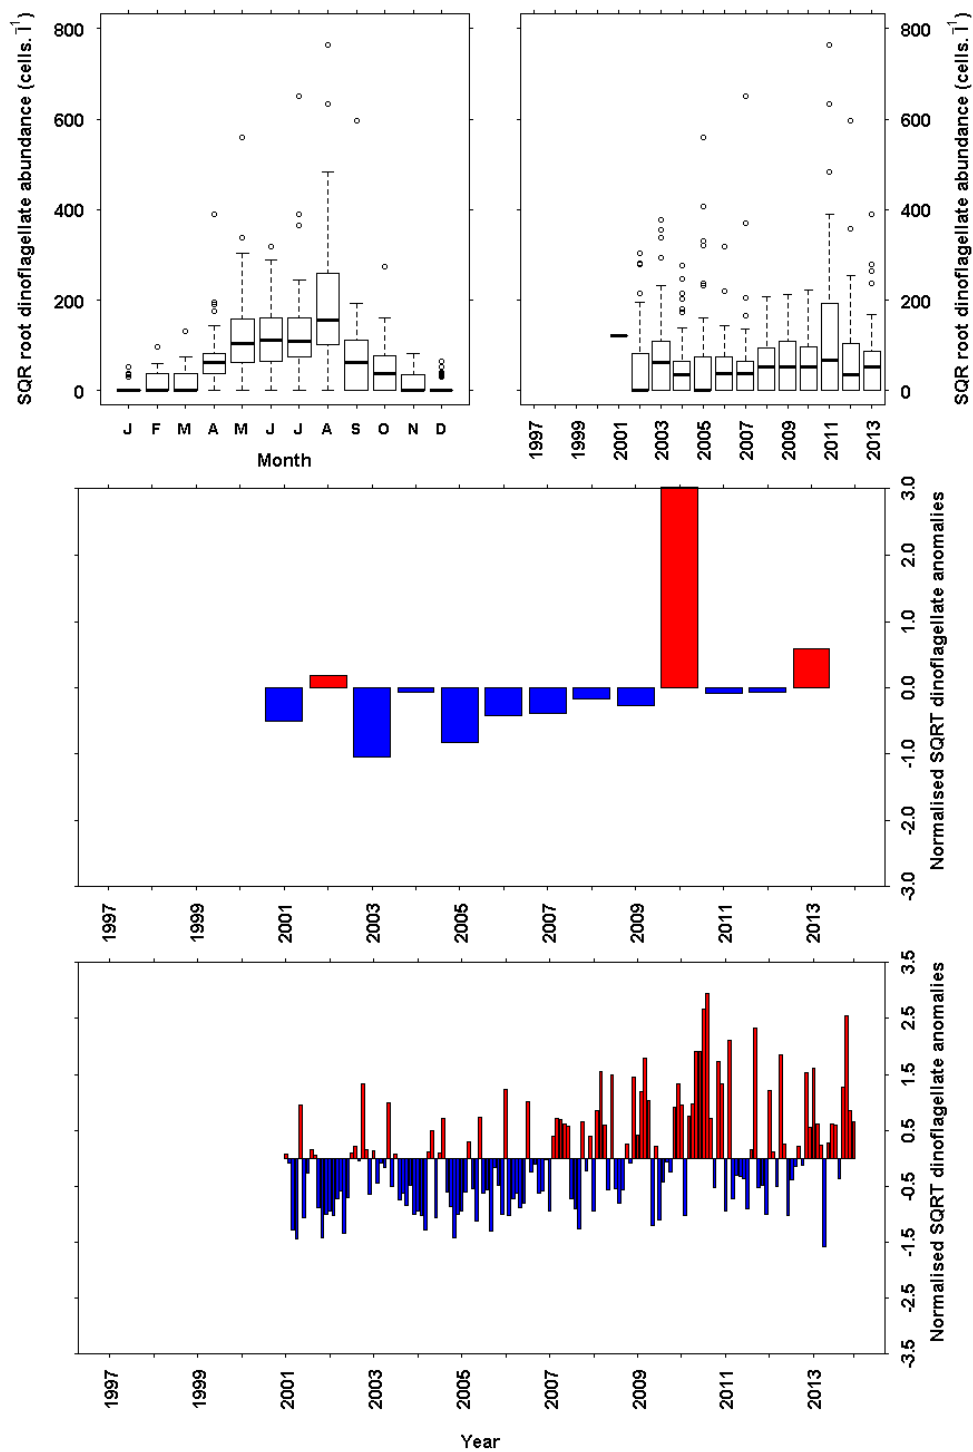 SQR root dinoflagellate abundance (cells. l⁻¹)
800
600
400
200
0
J F M A M J J A S O N D
Month
800
600
400
200
0
SQR root dinoflagellate abundance (cells. l⁻¹)
1997 1999 2001 2003 2005 2007 2009 2011 2013
3.0
2.0
1.0
0.0
-1.0
-2.0
-3.0
Normalised SQRT dinoflagellate anomalies
1997 1999 2001 2003 2005 2007 2009 2011 2013
3.5
2.5
1.5
0.5
-0.5
-1.5
-2.5
-3.5
Normalised SQRT dinoflagellate anomalies
1997 1999 2001 2003 2005 2007 2009 2011 2013
Year